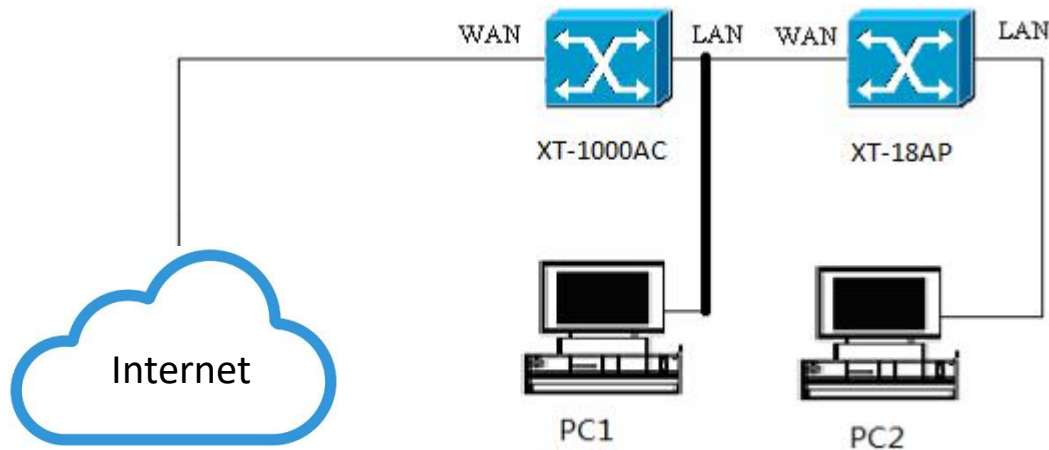 WAN
LAN
WAN
LAN
XT-1000AC
XT-18AP
Internet
PC1
PC2